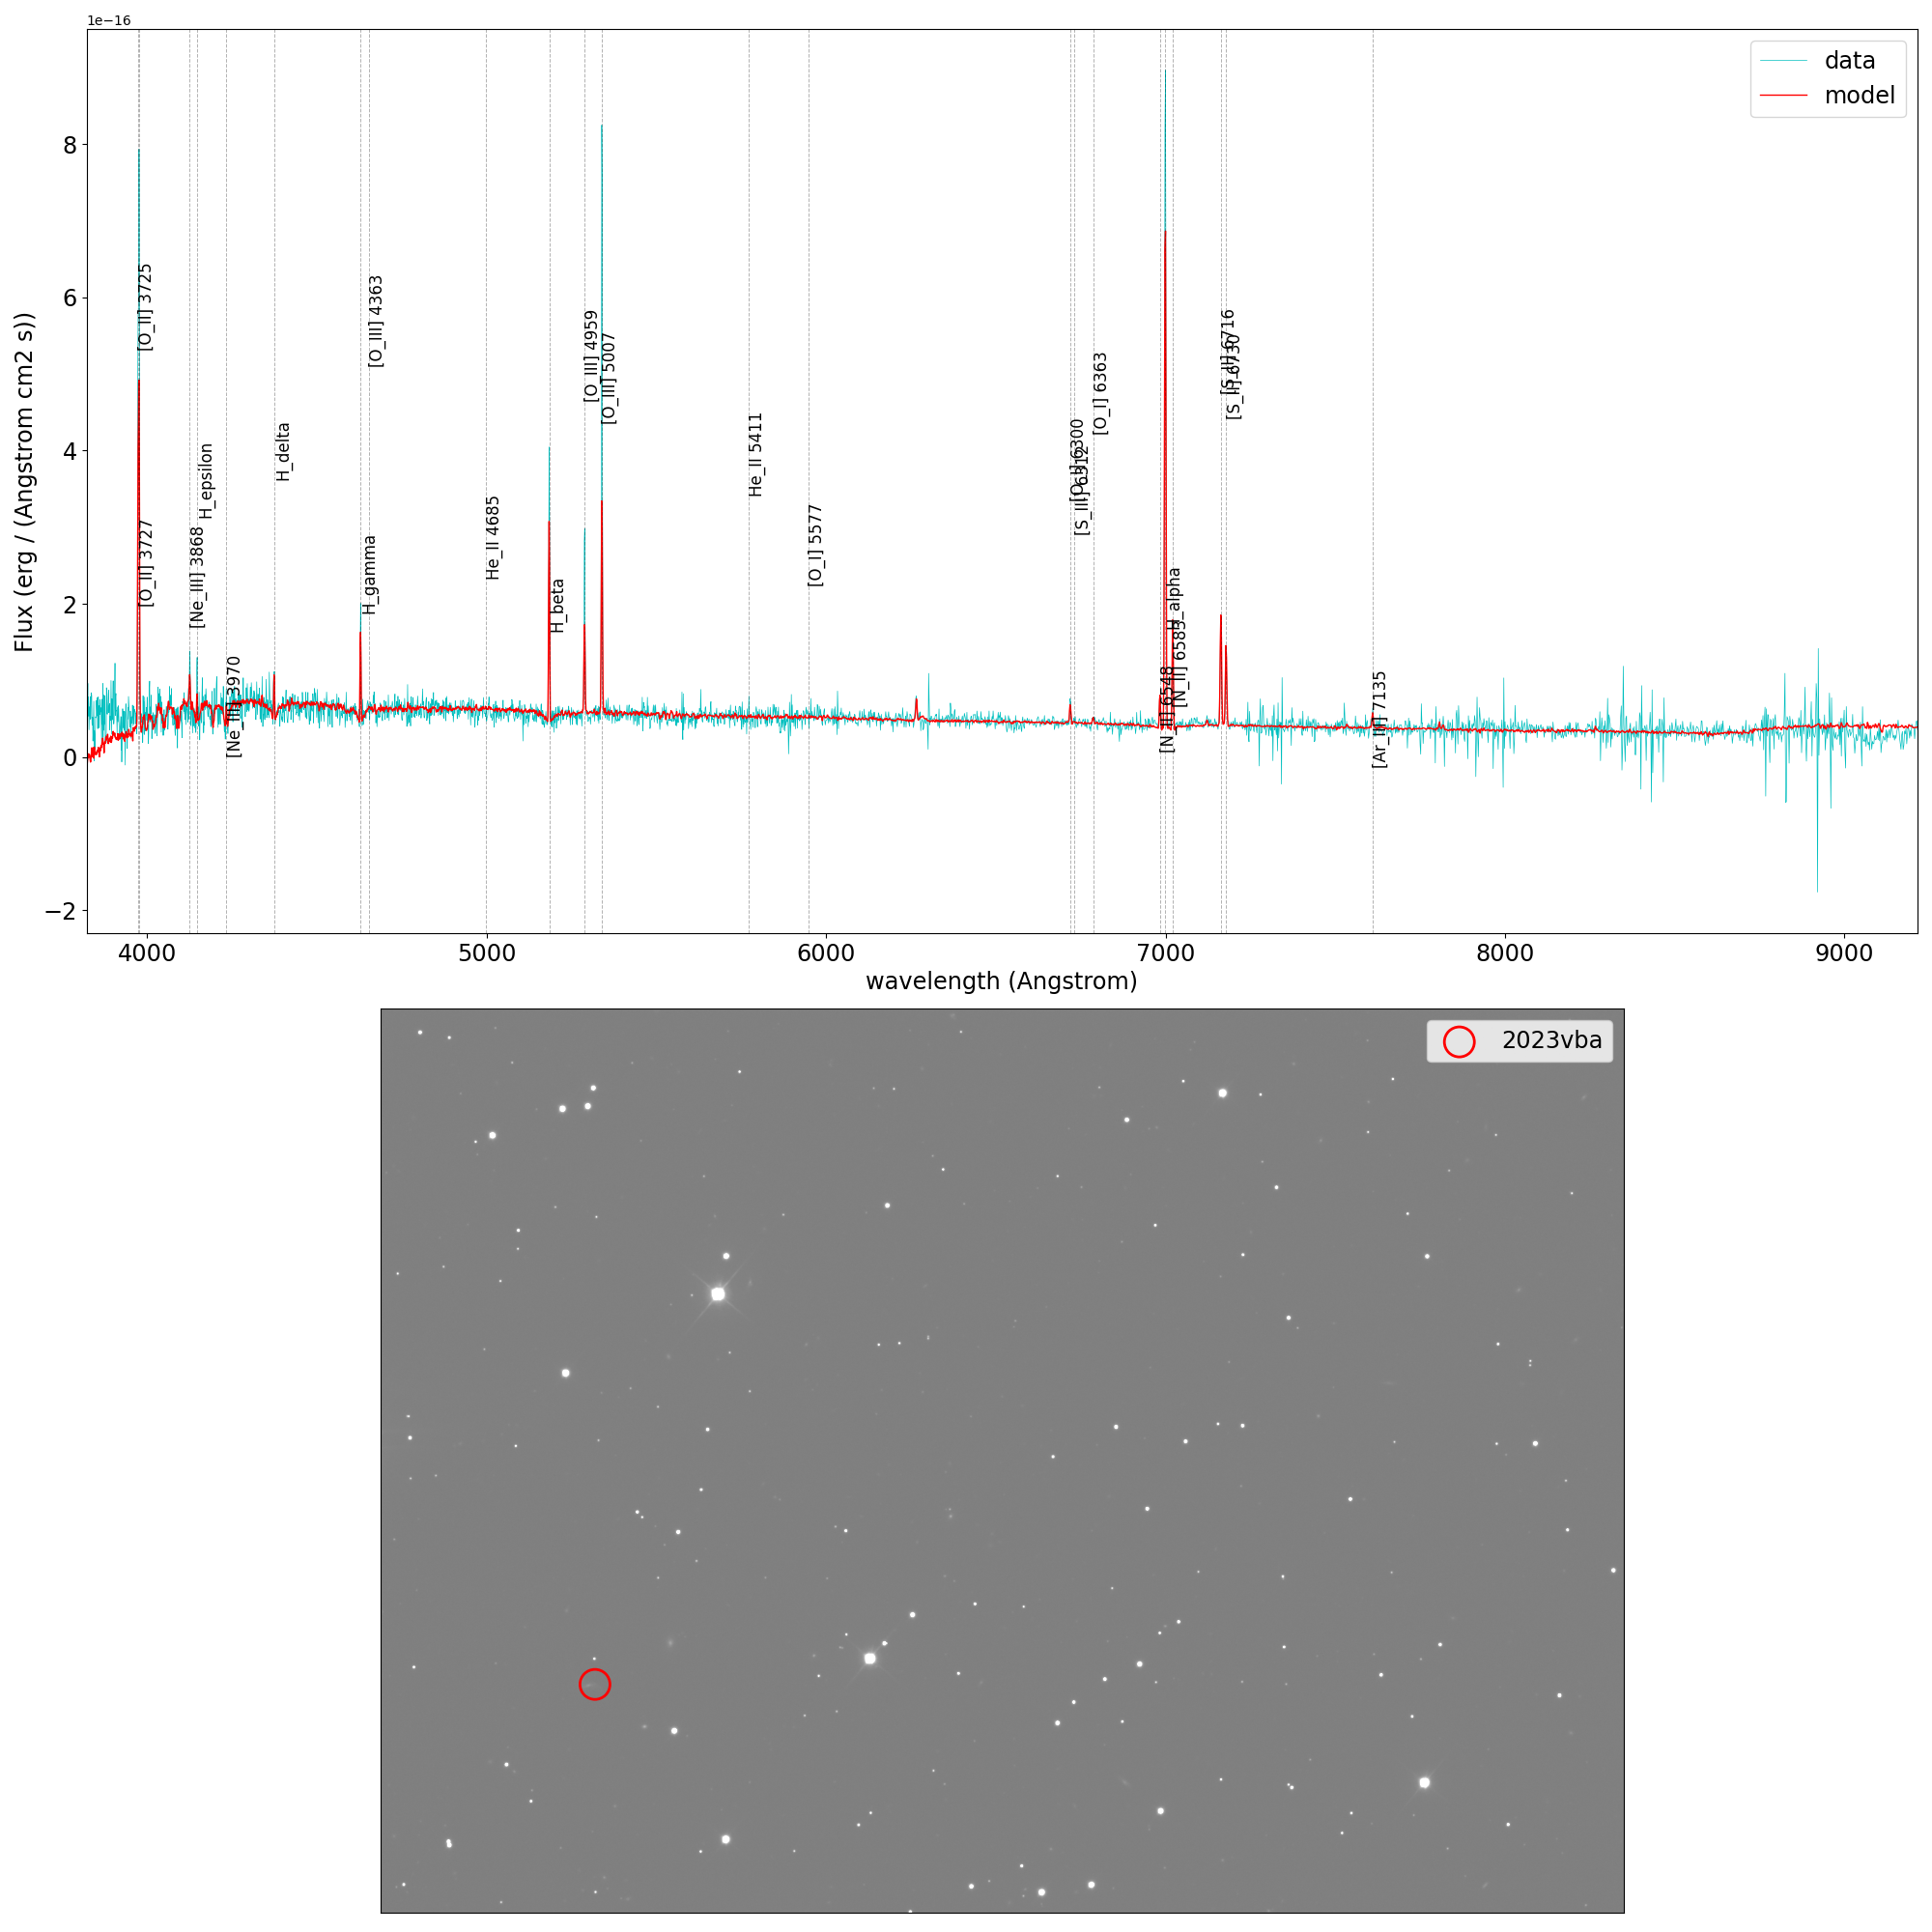 1e−16
data
model
8
6
4
2
0
−2
Flux (erg / (Angstrom cm2 s))
[O_II] 3725
[O_II] 3727
[Ne_III] 3868
H_epsilon
[Ne_III] 3970
H_delta
H_gamma
[O_III] 4363
He_II 4685
H_beta
[O_III] 4959
[O_III] 5007
He_II 5411
[O_I] 5577
[O_I] 6300
[S_III] 6312
[O_I] 6363
[N_II] 6548
H_alpha
[N_II] 6583
[S_II] 6716
[S_II] 6730
[Ar_III] 7135
4000 5000 6000 7000 8000 9000
wavelength (Angstrom)
2023vba